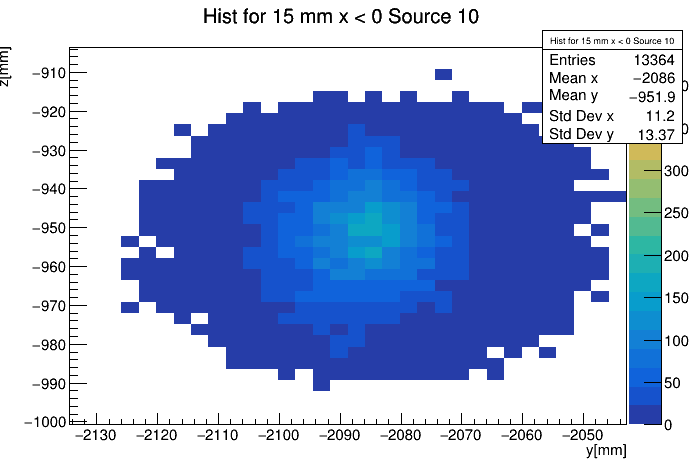 Hist for 15 mm x < 0 Source 10
z[mm]
Hist for 15 mm x < 0 Source 10
Entries 13364
Mean x −2086
Mean y −951.9
Std Dev x 11.2
Std Dev y 13.37
−910
−920
−930
−940
−950
−960
−970
−980
−990
−1000
−2130 −2120 −2110 −2100 −2090 −2080 −2070 −2060 −2050
y[mm]
300
250
200
150
100
50
0